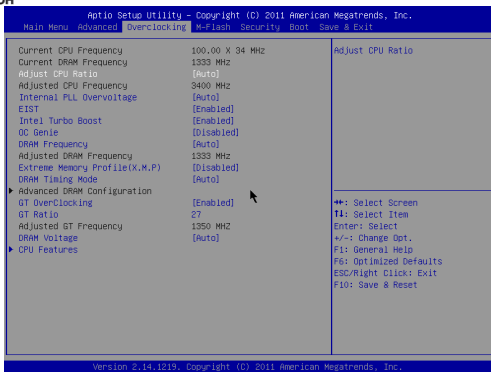 Aptio Setup Utility – Copyright (C) 2011 American Megatrends, Inc.
Main Menu Advanced Overclocking M-Flash Security Boot Save & Exit
Current CPU Frequency 100.00 X 34 MHz
Current DRAM Frequency 1333 MHz
Adjust CPU Ratio [Auto]
Adjusted CPU Frequency 3400 MHz
Internal PLL Overvoltage [Auto]
EIST [Enabled]
Intel Turbo Boost [Enabled]
OC Genie [Disabled]
DRAM Frequency [Auto]
Adjusted DRAM Frequency 1333 MHz
Extreme Memory Profile(X.M.P) [Disabled]
DRAM Timing Mode [Auto]
Advanced DRAM Configuration
GT OverClocking [Enabled]
GT Ratio 27
Adjusted GT Frequency 1350 MHZ
DRAM Voltage [Auto]
CPU Features
Adjust CPU Ratio
→←: Select Screen
↑↓: Select Item
Enter: Select
+/-: Change Opt.
F1: General Help
F6: Optimized Defaults
ESC/Right Click: Exit
F10: Save & Reset
Version 2.14.1219. Copyright (C) 2011 American Megatrends, Inc.